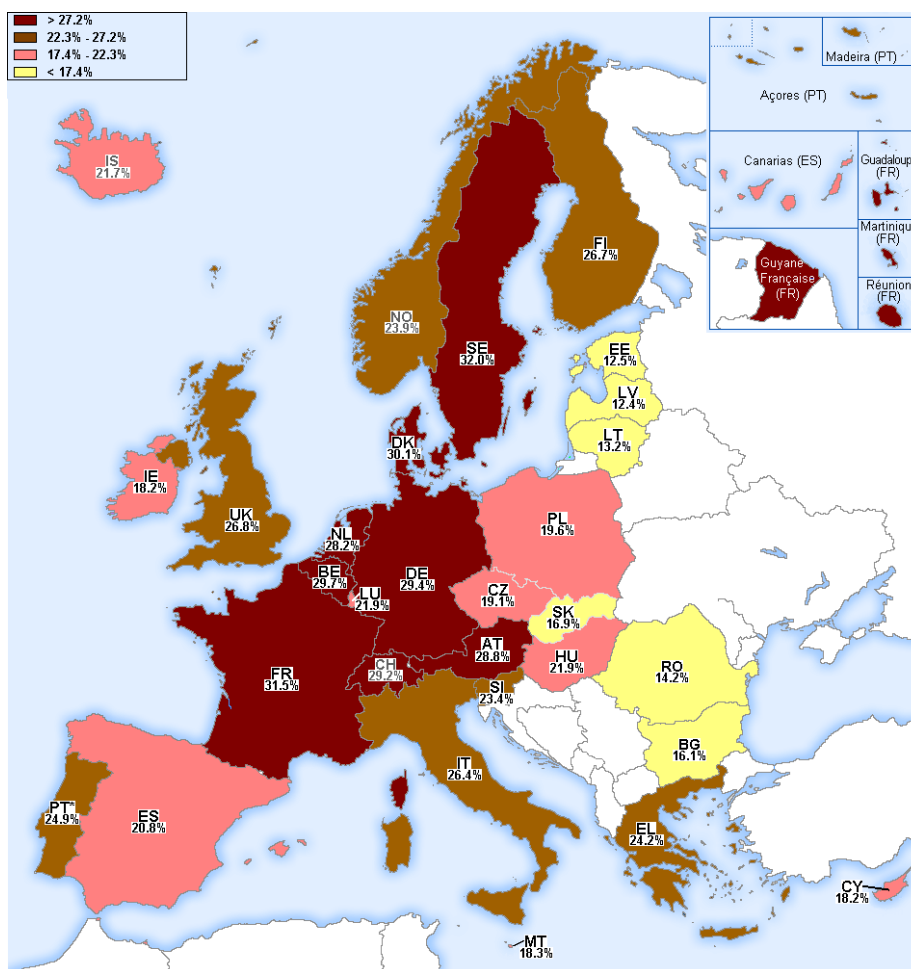 > 27.2%
22.3% - 27.2%
17.4% - 22.3%
< 17.4%
Madeira (PT)
Açores (PT)
Canarias (ES)
Guadaloup
(FR)
Martiniqu
(FR)
Guyane
Française
(FR)
Réunion
(FR)
IS
21.7%
FI
26.7%
NO
23.9%
SE
32.0%
EE
12.5%
LV
12.4%
LT
13.2%
DK
30.1%
IE
18.2%
UK
26.8%
NL
28.2%
PL
19.6%
BE
29.7%
DE
29.4%
LU
21.9%
CZ
19.1%
SK
16.9%
AT
28.8%
HU
21.9%
CH
29.2%
FR
31.5%
RO
14.2%
SI
23.4%
BG
16.1%
IT
26.4%
PT*
24.9%
ES
20.8%
EL
24.2%
CY
18.2%
MT
18.3%